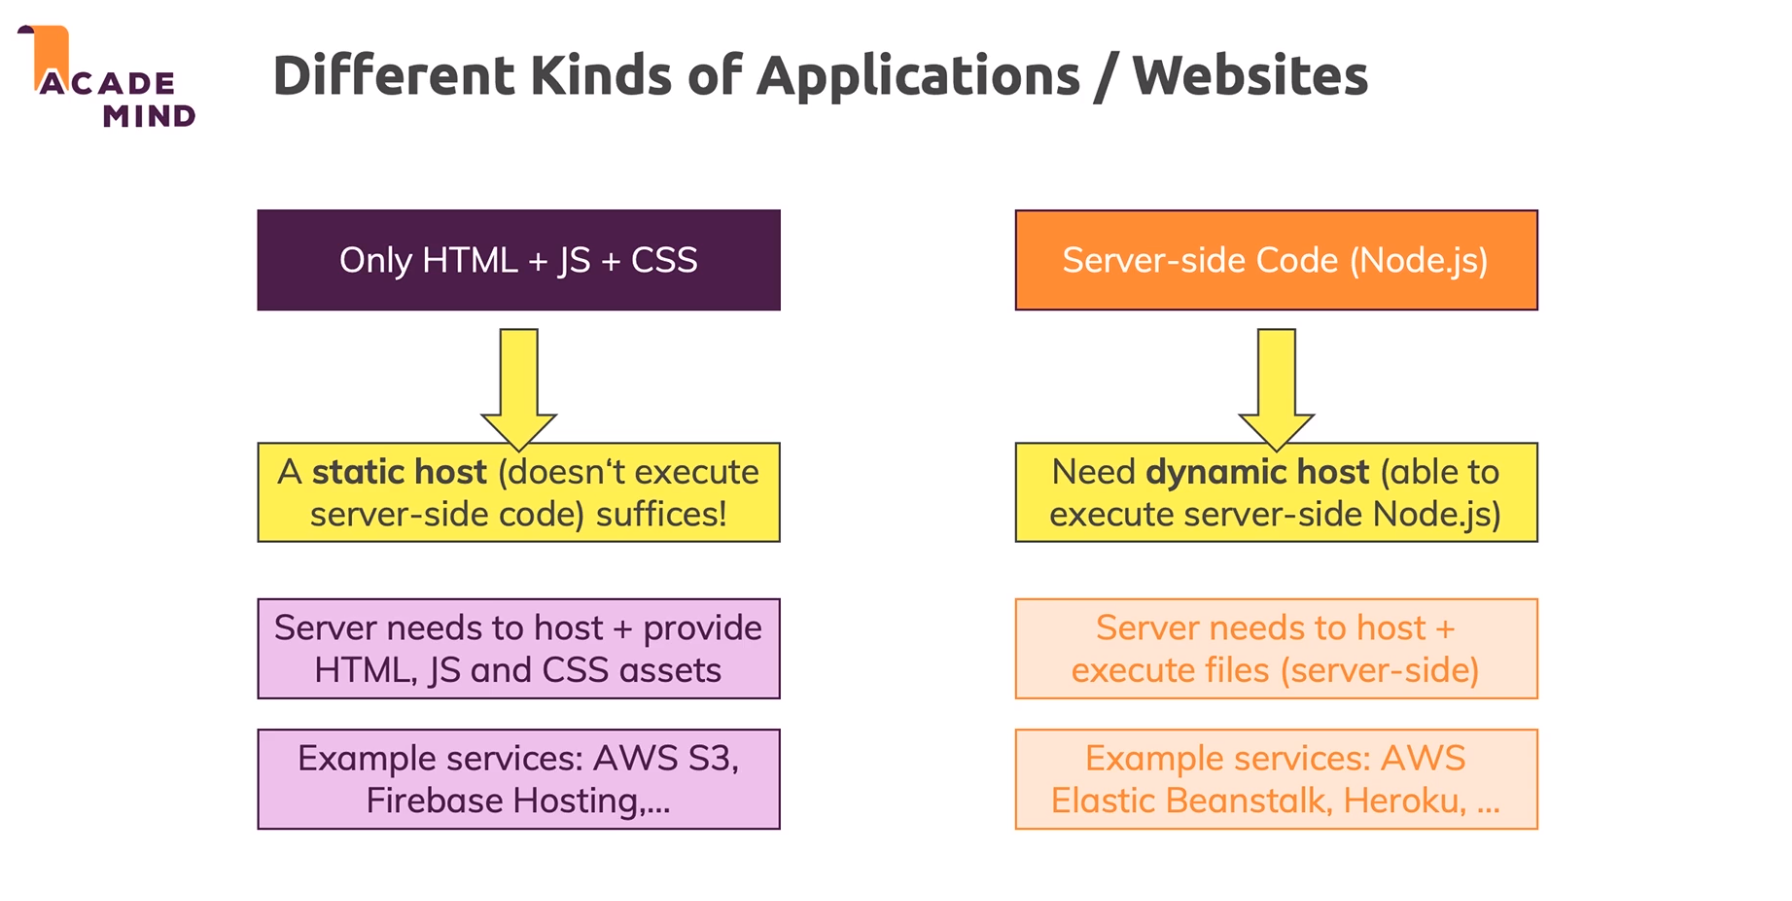 ACADE
MIND
Different Kinds of Applications / Websites
Only HTML + JS + CSS
A static host (doesn‘t execute
server-side code) suffices!
Server needs to host + provide
HTML, JS and CSS assets
Example services: AWS S3,
Firebase Hosting,...
Server-side Code (Node.js)
Need dynamic host (able to
execute server-side Node.js)
Server needs to host +
execute files (server-side)
Example services: AWS
Elastic Beanstalk, Heroku, ...